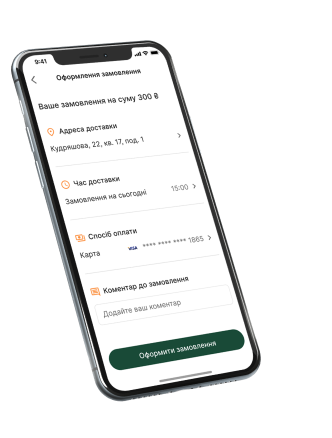 9:41
Оформлення замовлення
Ваше замовлення на суму 300 ₴
Адреса доставки
Кудряшова, 22, кв. 17, под. 1
Час доставки
Замовлення на сьогодні 15:00
Спосіб оплати
Карта VISA **** **** **** 1865
Коментар до замовлення
Додайте ваш коментар
Оформити замовлення